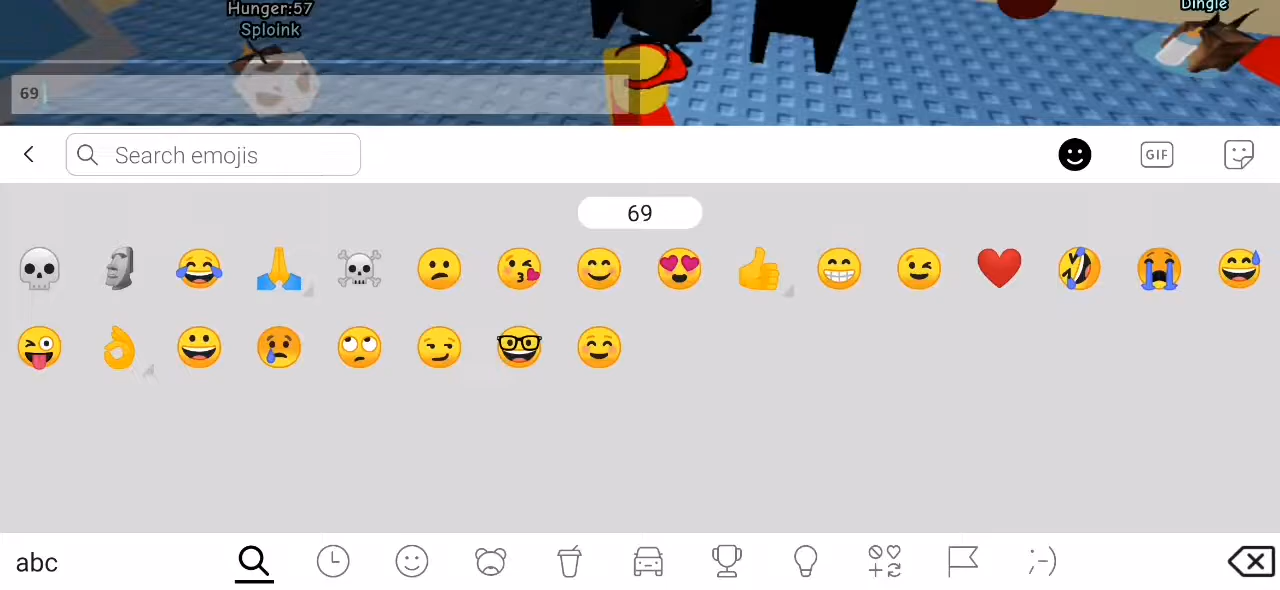 Hunger:57
Sploink
Dingle
69
Search emojis
GIF
69
abc
;-)